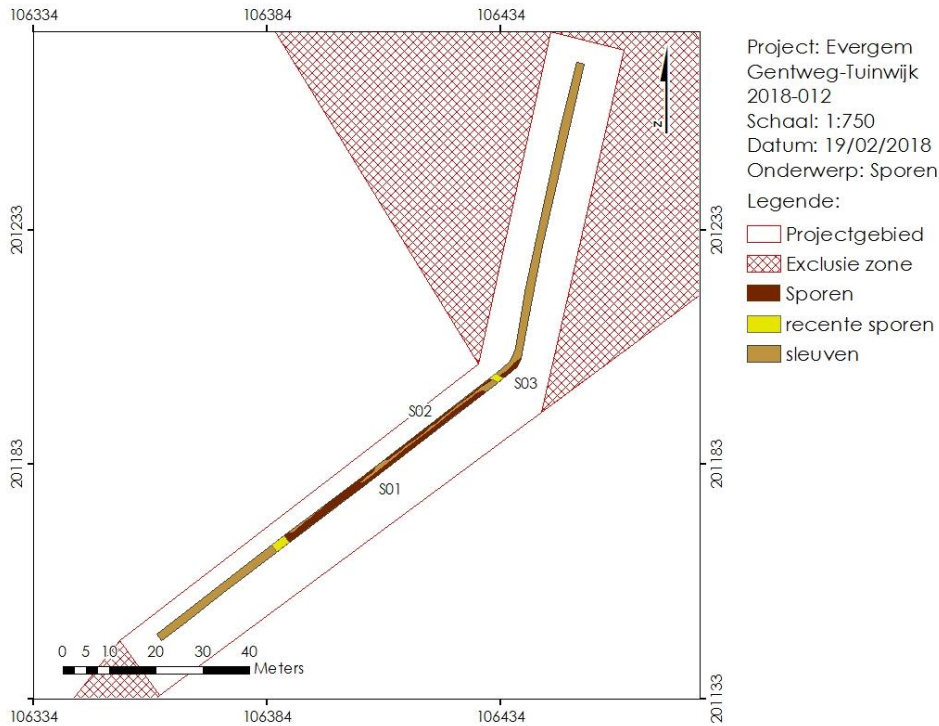 106334 106384 106434
Project: Evergem
Gentweg-Tuinwijk
2018-012
Schaal: 1:750
Datum: 19/02/2018
Onderwerp: Sporen
Legende:
Projectgebied
Exclusie zone
Sporen
recente sporen
sleuven
N
201233 201233
S03
S02
201183 201183
S01
0 5 10 20 30 40
Meters
201133
106334 106384 106434